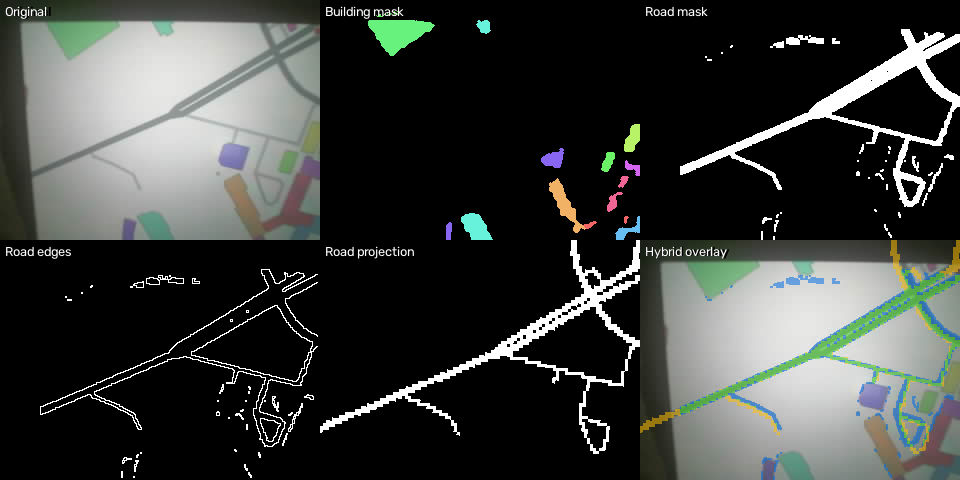 Original
Building mask
Road mask
Road edges
Road projection
Hybrid overlay